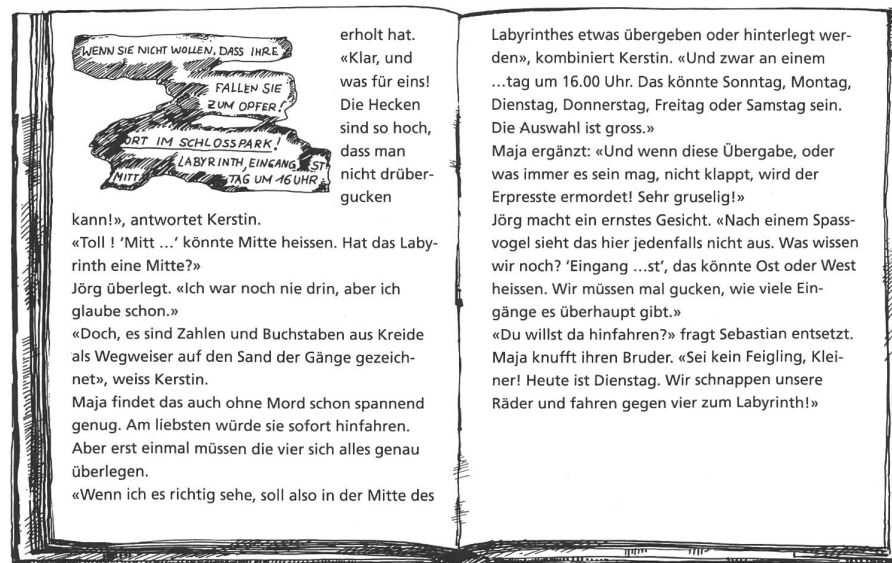 WENN SIE NICHT WOLLEN, DASS IHRE
FALLEN SIE
ZUM OPFER!
ORT IM SCHLOSSPARK!
LABYRINTH, EINGANG ST
MITT TAG UM 16 UHR
erholt hat.
«Klar, und
was für eins!
Die Hecken
sind so hoch,
dass man
nicht drüber-
gucken
kann!», antwortet Kerstin.
«Toll ! ’Mitt ...’ könnte Mitte heissen. Hat das Laby-
rinth eine Mitte?»
Jörg überlegt. «Ich war noch nie drin, aber ich
glaube schon.»
«Doch, es sind Zahlen und Buchstaben aus Kreide
als Wegweiser auf den Sand der Gänge gezeich-
net», weiss Kerstin.
Maja findet das auch ohne Mord schon spannend
genug. Am liebsten würde sie sofort hinfahren.
Aber erst einmal müssen die vier sich alles genau
überlegen.
«Wenn ich es richtig sehe, soll also in der Mitte des
Labyrinthes etwas übergeben oder hinterlegt wer-
den», kombiniert Kerstin. «Und zwar an einem
...tag um 16.00 Uhr. Das könnte Sonntag, Montag,
Dienstag, Donnerstag, Freitag oder Samstag sein.
Die Auswahl ist gross.»
Maja ergänzt: «Und wenn diese Übergabe, oder
was immer es sein mag, nicht klappt, wird der
Erpresste ermordet! Sehr gruselig!»
Jörg macht ein ernstes Gesicht. «Nach einem Spass-
vogel sieht das hier jedenfalls nicht aus. Was wissen
wir noch? ’Eingang ...st’, das könnte Ost oder West
heissen. Wir müssen mal gucken, wie viele Ein-
gänge es überhaupt gibt.»
«Du willst da hinfahren?» fragt Sebastian entsetzt.
Maja knufft ihren Bruder. «Sei kein Feigling, Klei-
ner! Heute ist Dienstag. Wir schnappen unsere
Räder und fahren gegen vier zum Labyrinth!»